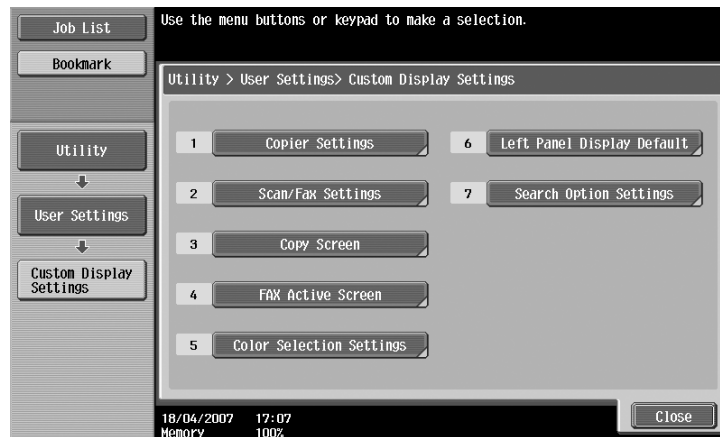 Job List
Bookmark
Use the menu buttons or keypad to make a selection.
Utility > User Settings> Custom Display Settings
Utility
User Settings
Custom Display
Settings
1 Copier Settings
2 Scan/Fax Settings
3 Copy Screen
4 FAX Active Screen
5 Color Selection Settings
6 Left Panel Display Default
7 Search Option Settings
18/04/2007 17:07
Memory 100%
Close